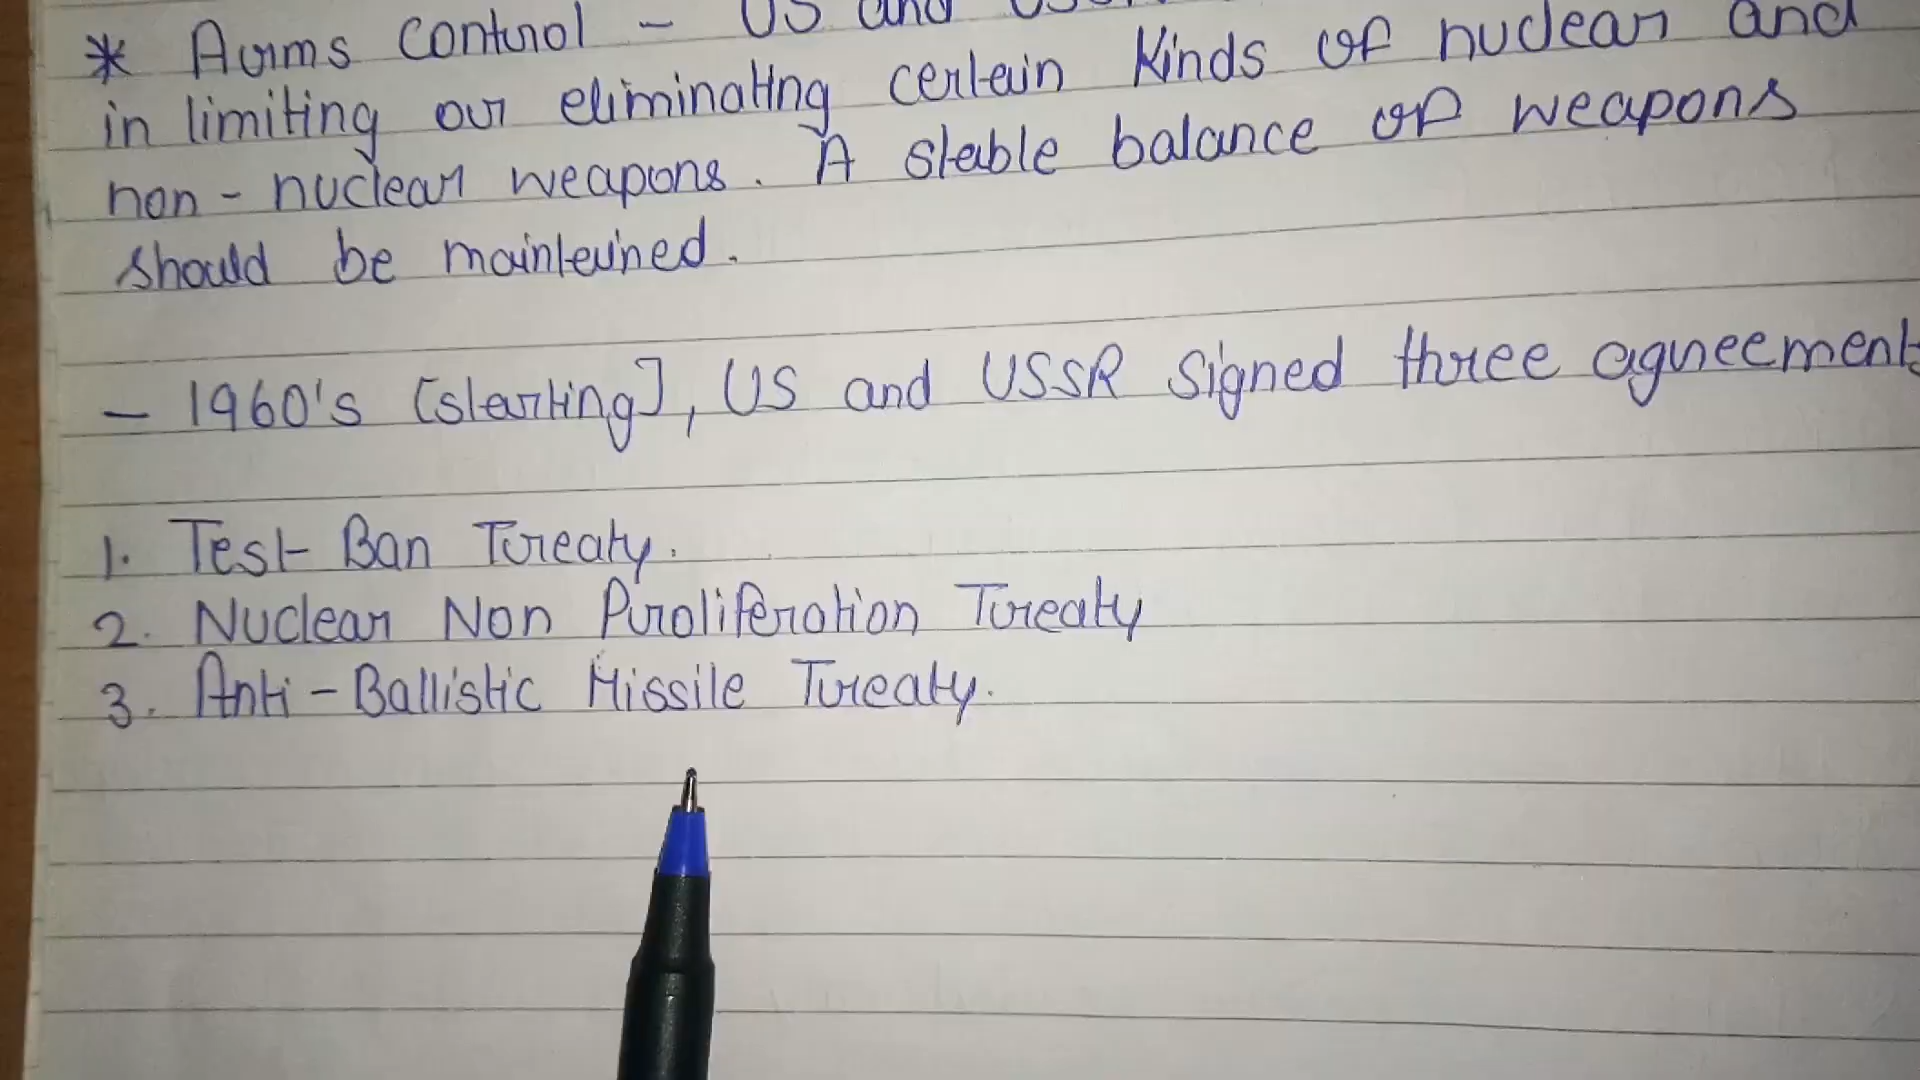 * Arms Control - US and
in limiting or eliminating certain kinds of nuclear and
non-nuclear weapons. A stable balance of weapons
should be maintained.
- 1960's [starting], US and USSR signed three agreements
1. Test Ban Treaty.
2. Nuclear Non Proliferation Treaty
3. Anti-Ballistic Missile Treaty.